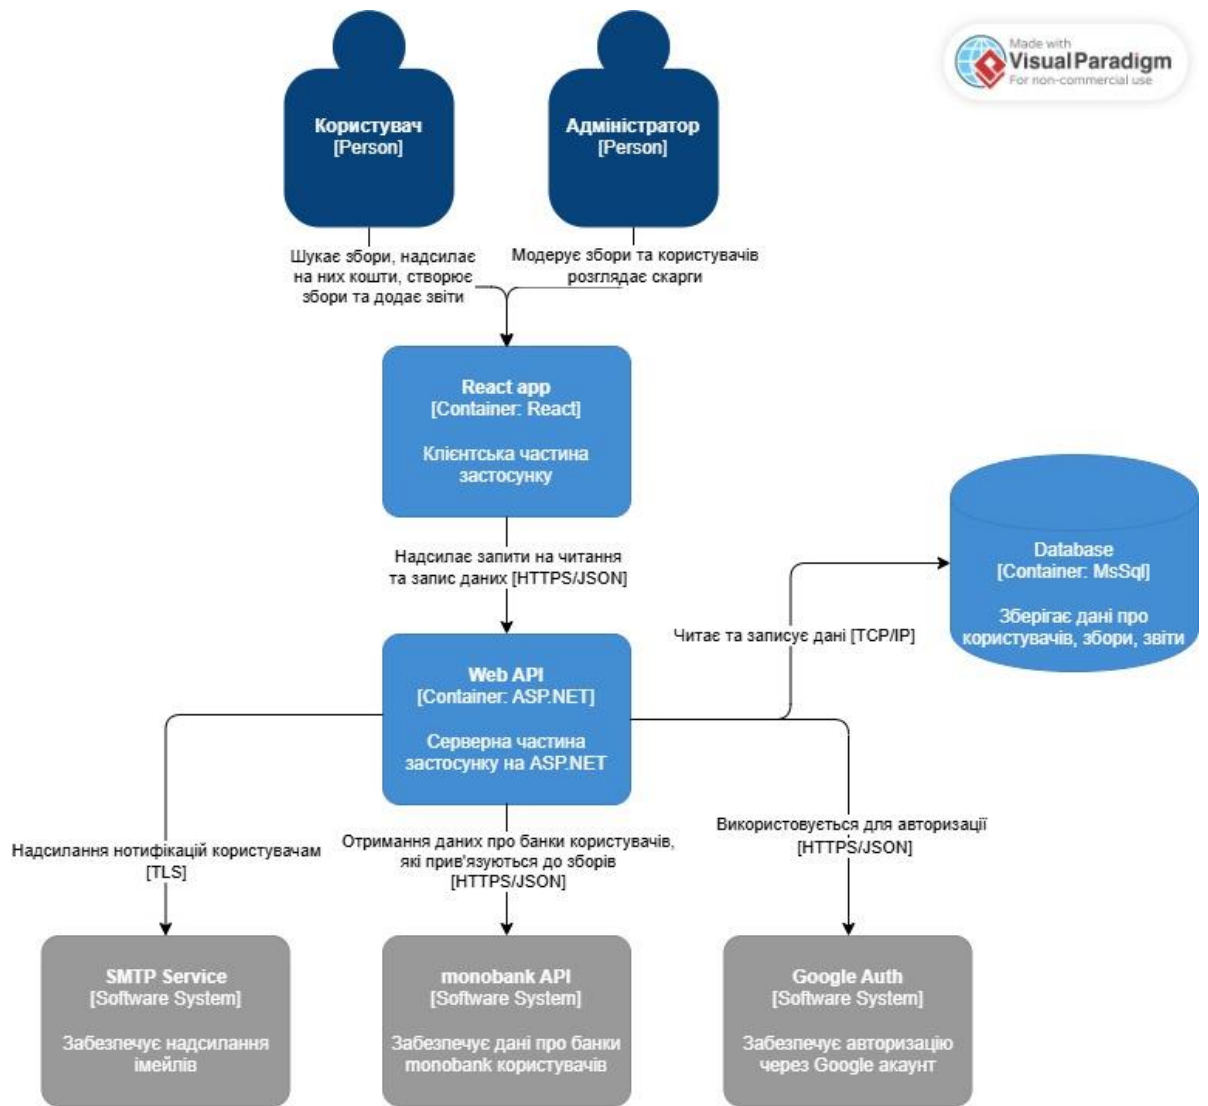 Made with
Visual Paradigm
For non-commercial use
Користувач
[Person]
Адміністратор
[Person]
Шукає збори, надсилає
на них кошти, створює
збори та додає звіти
Модерує збори та користувачів
розглядає скарги
React app
[Container: React]
Клієнтська частина
застосунку
Надсилає запити на читання
та запис даних [HTTPS/JSON]
Database
[Container: MsSql]
Зберігає дані про
користувачів, збори, звіти
Читає та записує дані [TCP/IP]
Web API
[Container: ASP.NET]
Серверна частина
застосунку на ASP.NET
Надсилання нотифікацій користувачам
[TLS]
Отримання даних про банки користувачів,
які прив'язуються до зборів
[HTTPS/JSON]
Використовується для авторизації
[HTTPS/JSON]
SMTP Service
[Software System]
Забезпечує надсилання
імейлів
monobank API
[Software System]
Забезпечує дані про банки
monobank користувачів
Google Auth
[Software System]
Забезпечує авторизацію
через Google акаунт